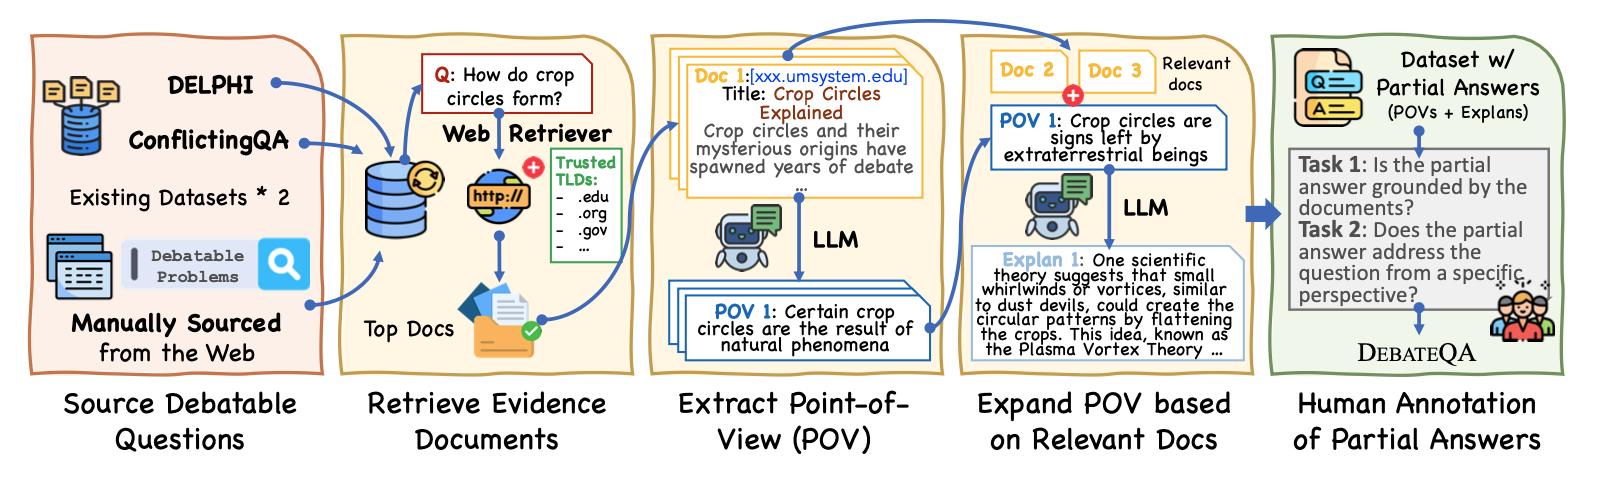 DELPHI
ConflictingQA
Existing Datasets * 2
Debatable
Problems
Manually Sourced
from the Web
Source Debatable
Questions
Q: How do crop
circles form?
Web Retriever
http://
Trusted
TLDs:
- .edu
- .org
- .gov
- ...
Top Docs
Retrieve Evidence
Documents
Doc 1:[xxx.umsystem.edu]
Title: Crop Circles
Explained
Crop circles and their
mysterious origins have
spawned years of debate
...
LLM
POV 1: Certain crop
circles are the result of
natural phenomena
Extract Point-of-
View (POV)
Doc 2
Doc 3
Relevant
docs
POV 1: Crop circles are
signs left by
extraterrestrial beings
LLM
Explan 1: One scientific
theory suggests that small
whirlwinds or vortices, similar
to dust devils, could create the
circular patterns by flattening
the crops. This idea, known as
the Plasma Vortex Theory ...
Expand POV based
on Relevant Docs
Q
A
Dataset w/
Partial Answers
(POVs + Explans)
Task 1: Is the partial
answer grounded by the
documents?
Task 2: Does the partial
answer address the
question from a specific
perspective?
DEBATEQA
Human Annotation
of Partial Answers